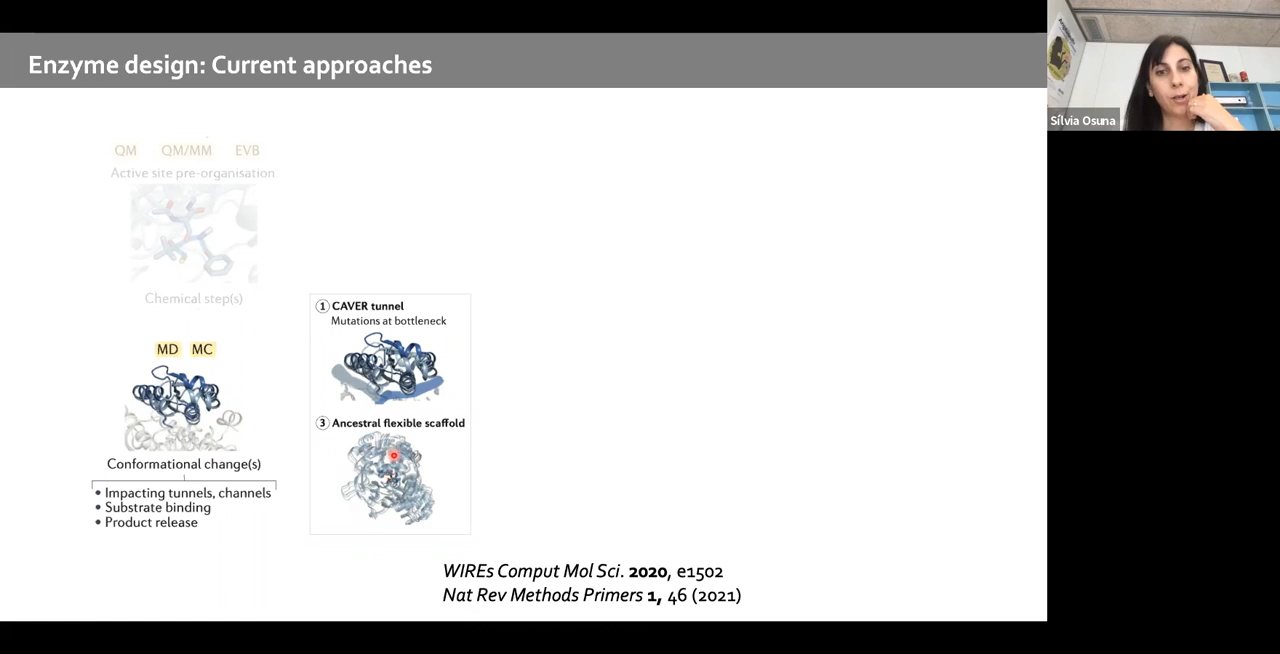 Enzyme design: Current approaches
Sílvia Osuna
QM QM/MM EVB
Active site pre-organisation
Chemical step(s)
MD MC
Conformational change(s)
• Impacting tunnels, channels
• Substrate binding
• Product release
1 CAVER tunnel
Mutations at bottleneck
3 Ancestral flexible scaffold
WIREs Comput Mol Sci. 2020, e1502
Nat Rev Methods Primers 1, 46 (2021)